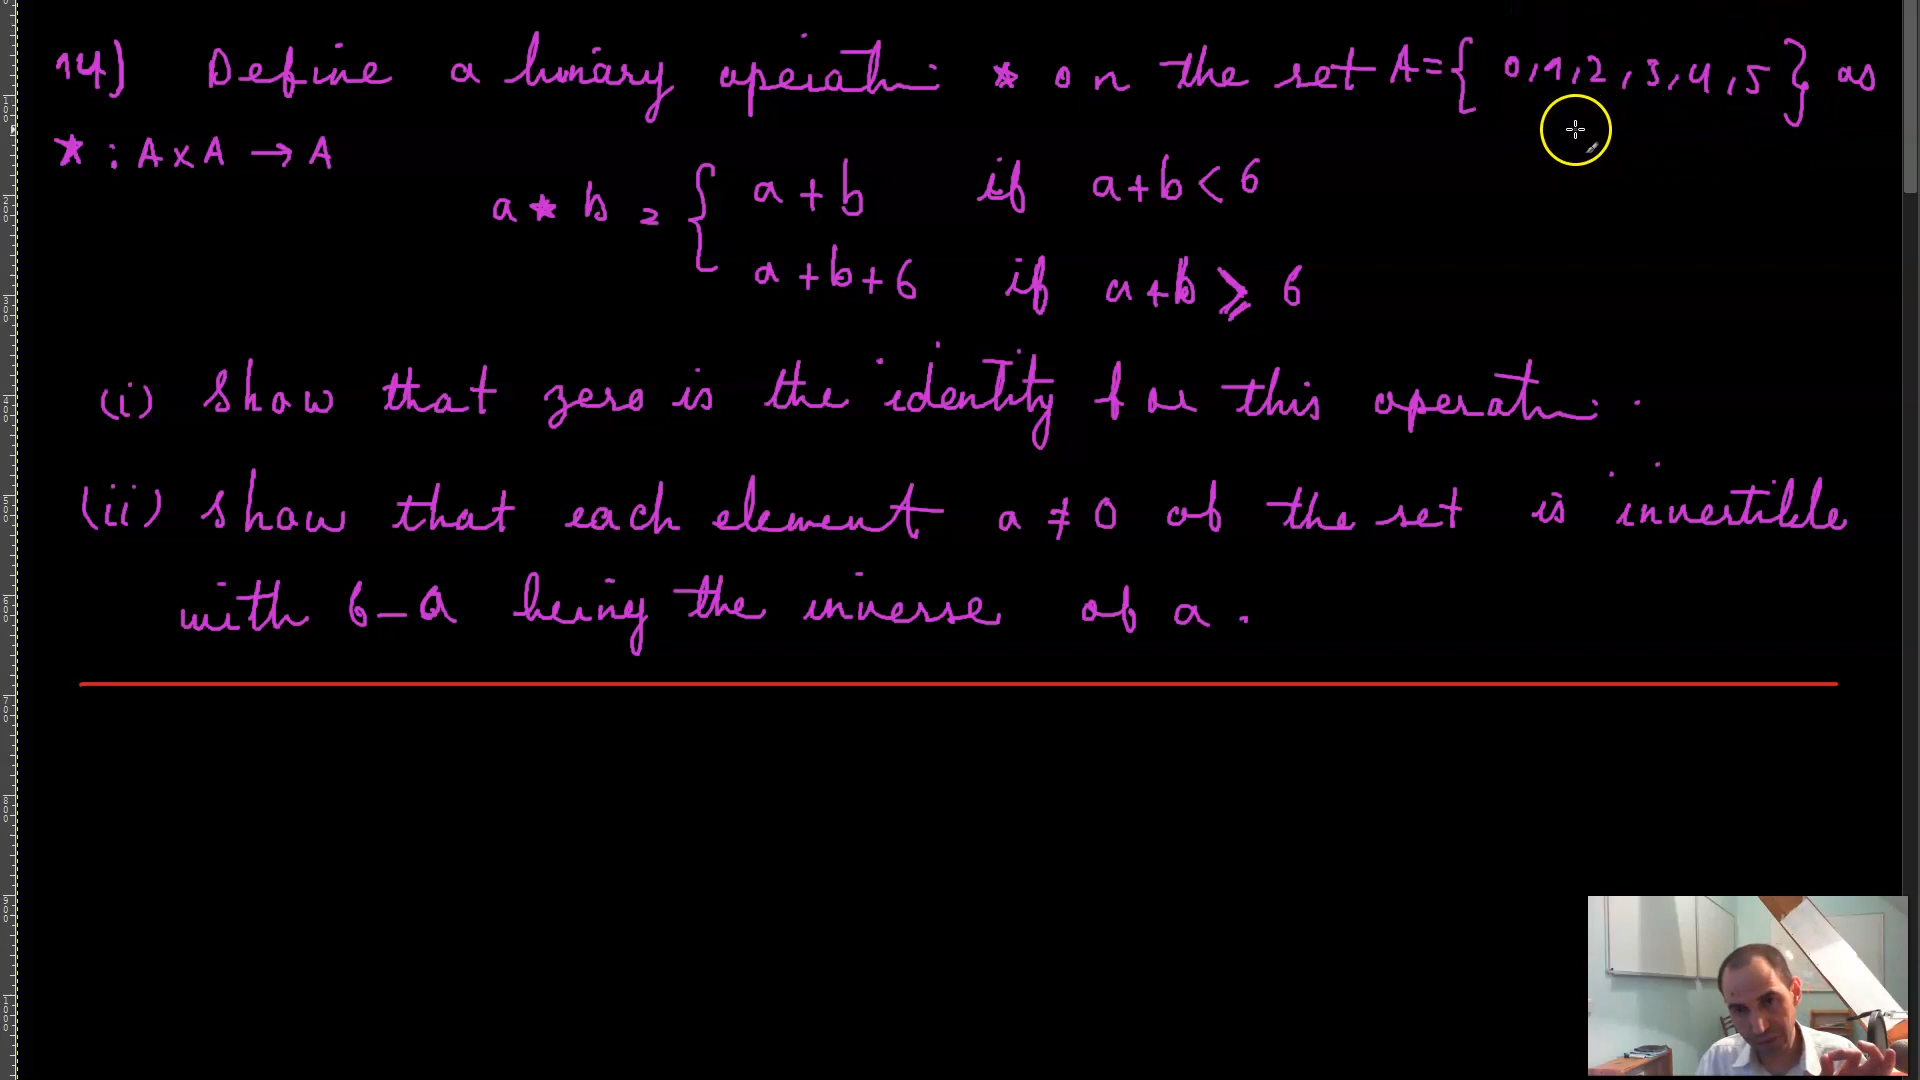 14) Define a binary operation * on the set A = { 0, 1, 2, 3, 4, 5 } as
* : A x A → A
a * b = { a + b if a + b < 6
a + b + 6 if a + b ⩾ 6
(i) show that zero is the identity for this operation.
(ii) show that each element a ≠ 0 of the set is invertible
with 6 - a being the inverse of a.